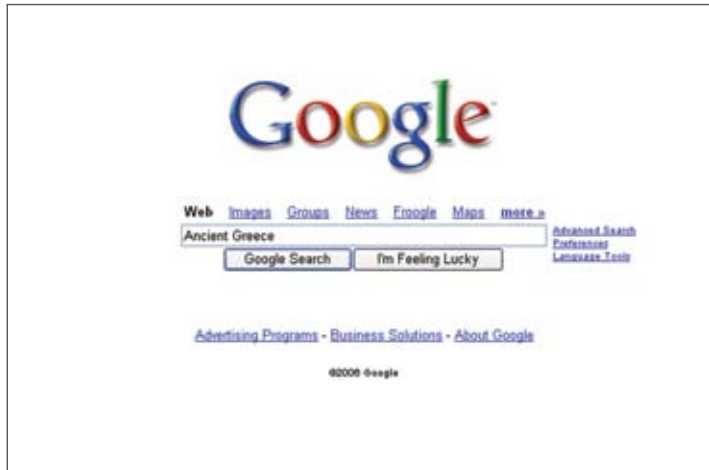 Google
Web Images Groups News Froogle Maps more »
Ancient Greece
Advanced Search
Preferences
Language Tools
Google Search I'm Feeling Lucky
Advertising Programs - Business Solutions - About Google
©2006 Google